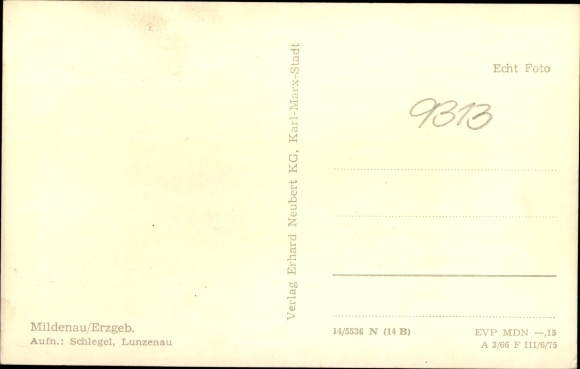 Mildenau/Erzgeb.
Aufn.: Schlegel, Lunzenau
Verlag Erhard Neubert KG, Karl-Marx-Stadt
Echt Foto
9313
14/5536 N (14 B)
EVP MDN —,15
A 3/66 F III/6/75